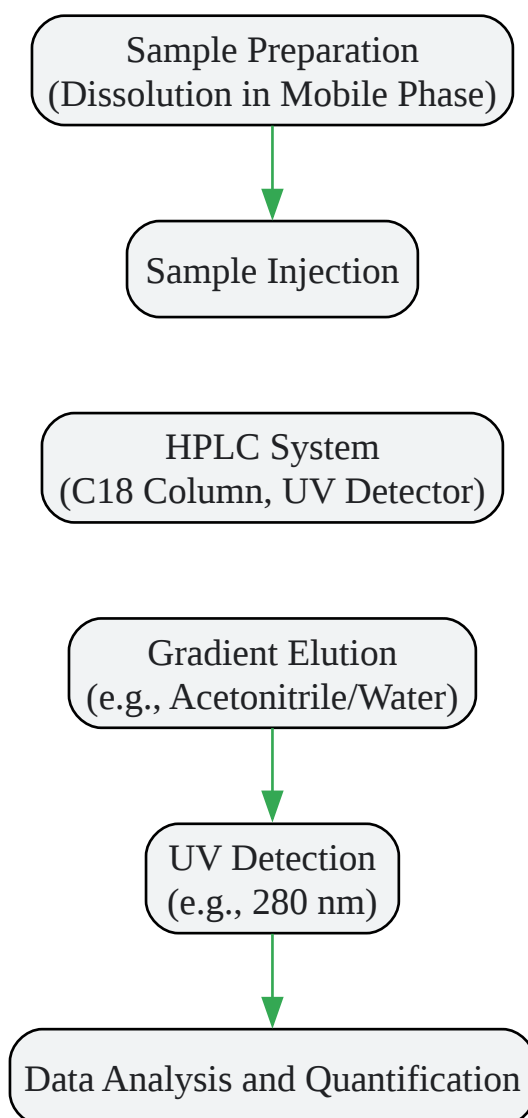 Sample Preparation
(Dissolution in Mobile Phase)
Sample Injection
HPLC System
(C18 Column, UV Detector)
Gradient Elution
(e.g., Acetonitrile/Water)
UV Detection
(e.g., 280 nm)
Data Analysis and Quantification